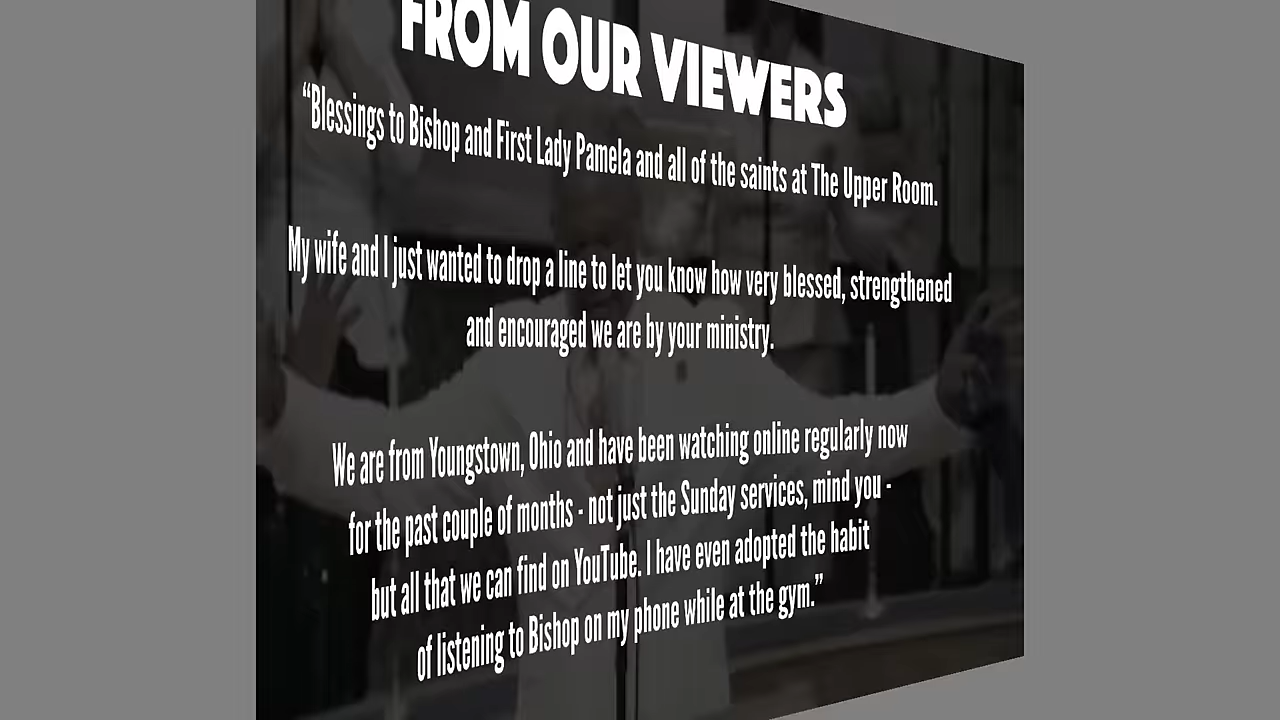 FROM OUR VIEWERS
“Blessings to Bishop and First Lady Pamela and all of the saints at The Upper Room.
My wife and I just wanted to drop a line to let you know how very blessed, strengthened
and encouraged we are by your ministry.
We are from Youngstown, Ohio and have been watching online regularly now
for the past couple of months - not just the Sunday services, mind you -
but all that we can find on YouTube. I have even adopted the habit
of listening to Bishop on my phone while at the gym.”